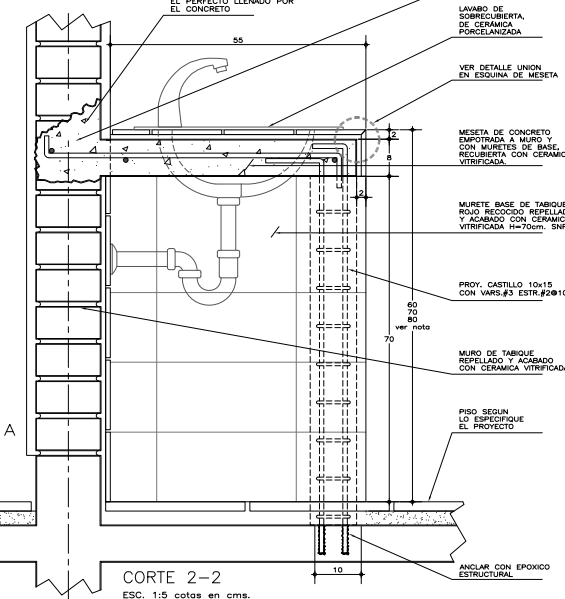 EL PERFECTO LLENADO POR
EL CONCRETO
LAVABO DE
SOBRECUBIERTA,
DE CERÁMICA
PORCELANIZADA
55
VER DETALLE UNION
EN ESQUINA DE MESETA
MESETA DE CONCRETO
EMPOTRADA A MURO Y
CON MURETES DE BASE,
RECUBIERTA CON CERAMIC
VITRIFICADA.
2
8
2
MURETE BASE DE TABIQUE
ROJO RECOCIDO REPELLAD
Y ACABADO CON CERAMIC
VITRIFICADA H=70cm. SNP
PROY. CASTILLO 10x15
CON VARS.#3 ESTR.#2@10
60
70
80
ver nota
70
MURO DE TABIQUE
REPELLADO Y ACABADO
CON CERAMICA VITRIFICADA
A
PISO SEGUN
LO ESPECIFIQUE
EL PROYECTO
ANCLAR CON EPOXICO
ESTRUCTURAL
10
CORTE 2-2
ESC. 1:5 cotas en cms.